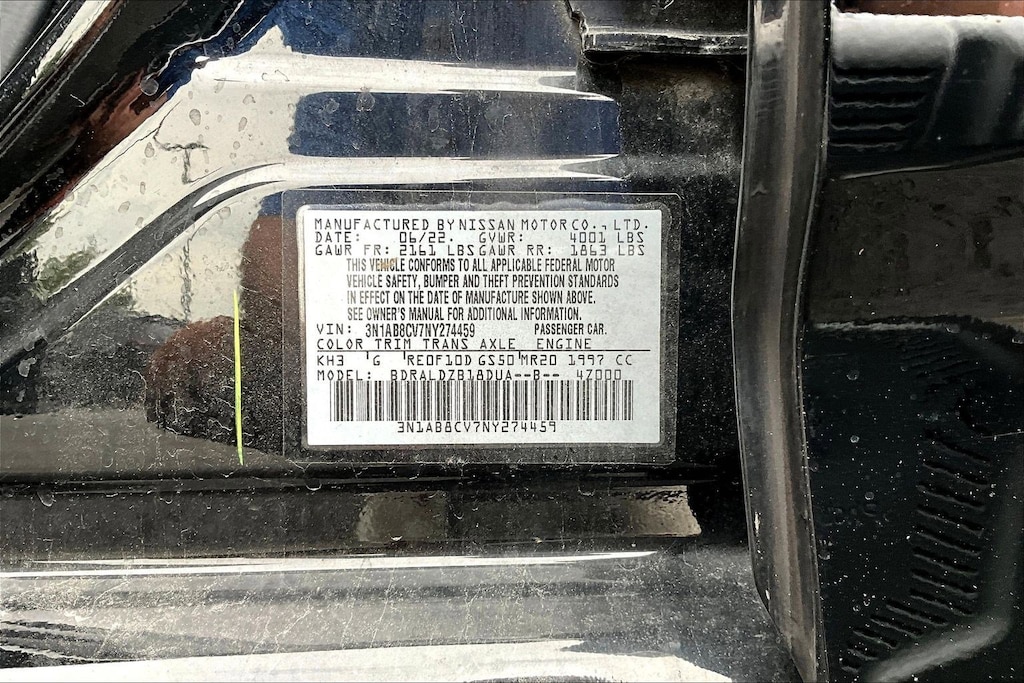 MANUFACTURED BY NISSAN MOTOR CO., LTD.
DATE: 06/22. GVWR: 4001 LBS
GAWR FR: 2161 LBS GAWR RR: 1863 LBS
THIS VEHICLE CONFORMS TO ALL APPLICABLE FEDERAL MOTOR
VEHICLE SAFETY, BUMPER AND THEFT PREVENTION STANDARDS
IN EFFECT ON THE DATE OF MANUFACTURE SHOWN ABOVE.
SEE OWNER'S MANUAL FOR ADDITIONAL INFORMATION.
VIN: 3N1AB8CV7NY274459 PASSENGER CAR.
COLOR TRIM TRANS AXLE ENGINE
KH3 'G 'RE0F10D GS50'MR20 1997 CC
MODEL: BDRALDZB18DUA--B-- 4Z000
3N1AB8CV7NY274459